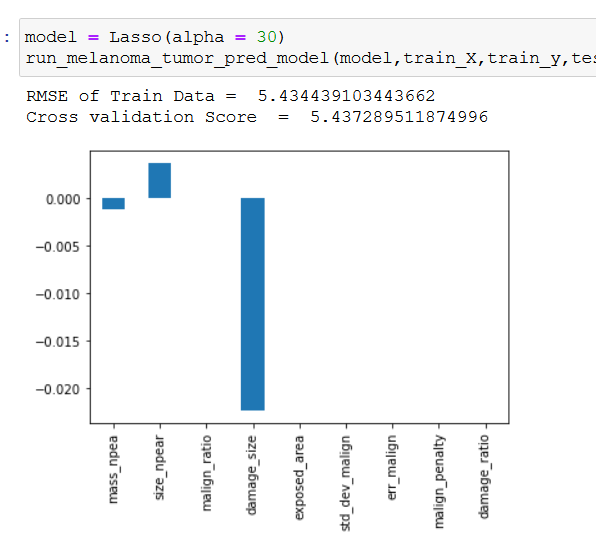 : model = Lasso(alpha = 30)
run_melanoma_tumor_pred_model(model,train_X,train_y,tes
RMSE of Train Data =  5.434439103443662
Cross validation Score  =  5.437289511874996
0.000
−0.005
−0.010
−0.015
−0.020
mass_npea
size_npear
malign_ratio
damage_size
exposed_area
std_dev_malign
err_malign
malign_penalty
damage_ratio